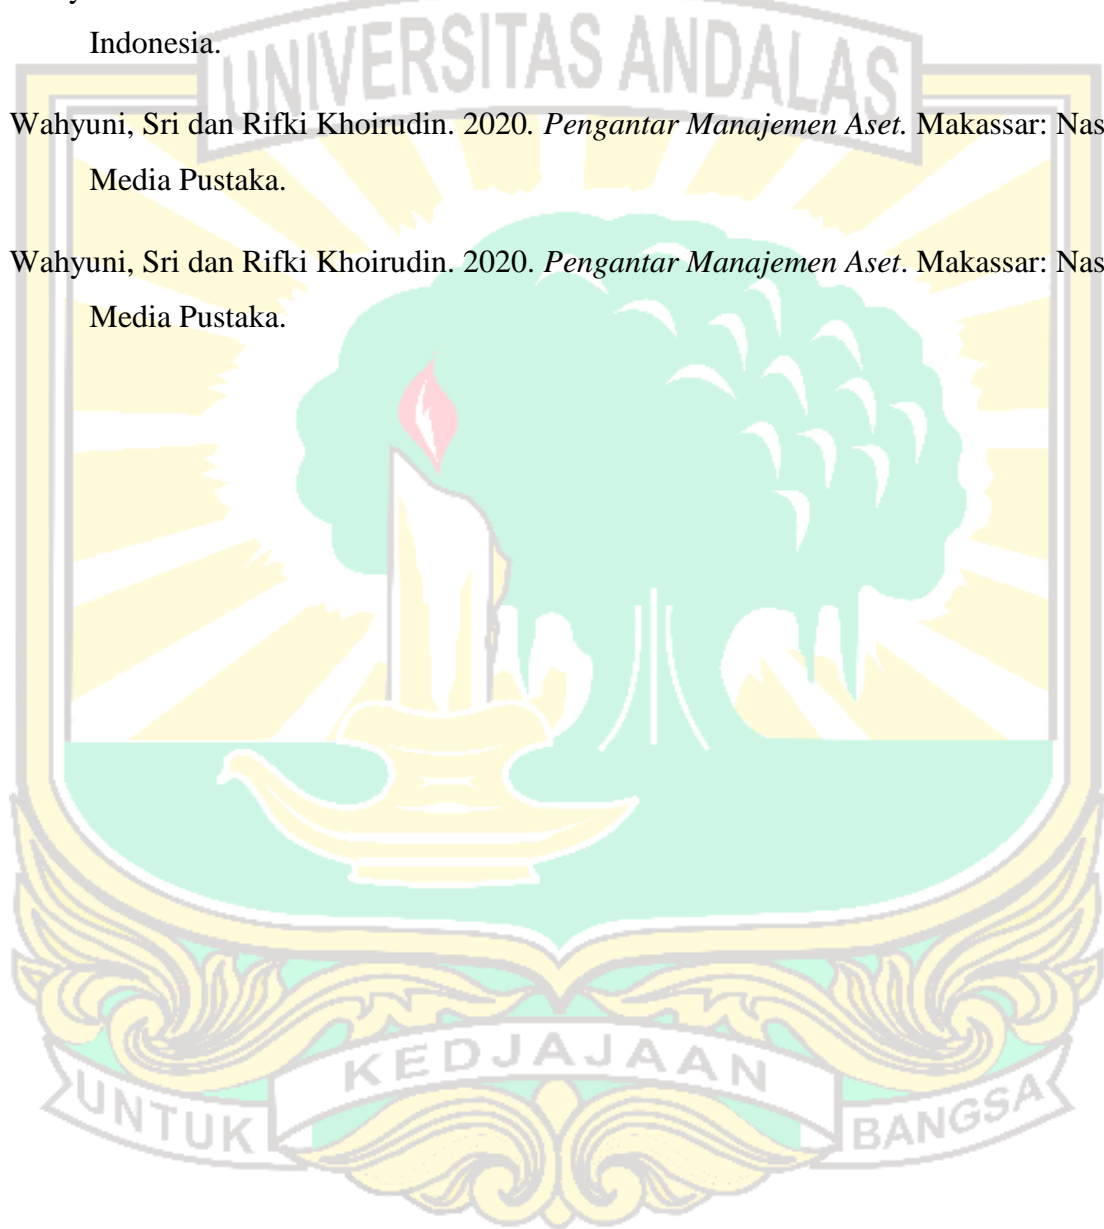 Indonesia.
UNIVERSITAS ANDALAS
Wahyuni, Sri dan Rifki Khoirudin. 2020. Pengantar Manajemen Aset. Makassar: Nas
Media Pustaka.
Wahyuni, Sri dan Rifki Khoirudin. 2020. Pengantar Manajemen Aset. Makassar: Nas
Media Pustaka.
UNTUK KEDJAJAAN BANGSA